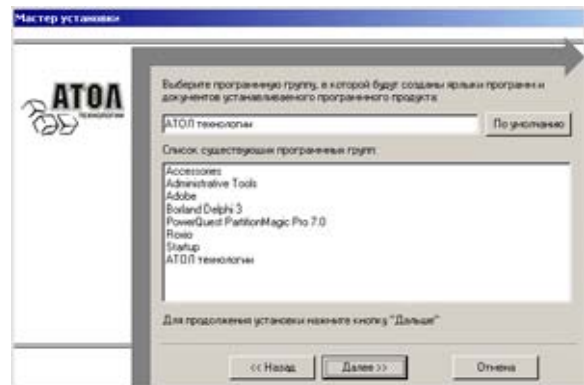 Мастер установки
АТОЛ
ТЕХНОЛОГИИ
Выберите программную группу, в которой будут созданы ярлыки программ и
документов устанавливаемого программного продукта:
АТОЛ технологии
По умолчанию
Список существующих программных групп:
Accessories
Administrative Tools
Adobe
Borland Delphi 3
PowerQuest PartitionMagic Pro 7.0
Roxio
Startup
АТОЛ технологии
Для продолжения установки нажмите кнопку "Дальше"
<< Назад
Далее >>
Отмена